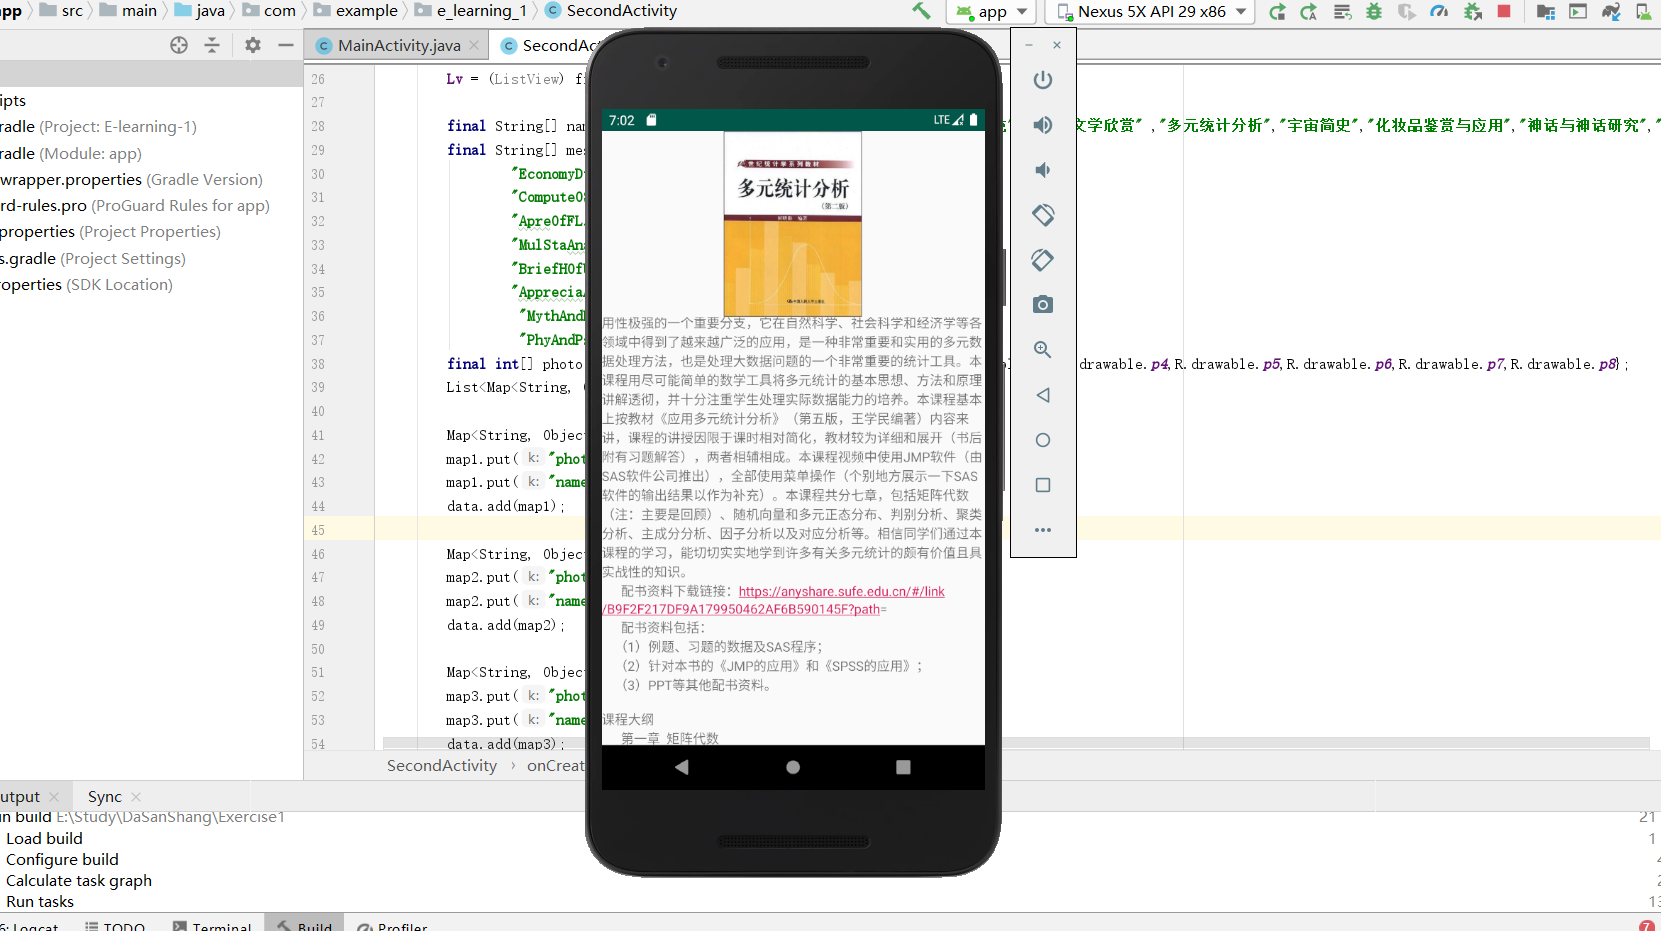 app src main java com example e_learning_1 SecondActivity
app
Nexus 5X API 29 x86
MainActivity.java
SecondAc
ipts
radle (Project: E-learning-1)
radle (Module: app)
wrapper.properties (Gradle Version)
rd-rules.pro (ProGuard Rules for app)
properties (Project Properties)
s.gradle (Project Settings)
operties (SDK Location)
26 Lv = (ListView) fi
27
28 final String[] nam
文学欣赏" ,"多元统计分析","宇宙简史","化妆品鉴赏与应用","神话与神话研究","
29 final String[] mes
30 "EconomyD
31 "ComputeOS
32 "ApreOfFL
33 "MulStaAna
34 "BriefHOfU
35 "Apprecia
36 "MythAnd
37 "PhyAndPs
38 final int[] photo
drawable.p4,R.drawable.p5,R.drawable.p6,R.drawable.p7,R.drawable.p8};
39 List<Map<String,
40
41 Map<String, Object
42 map1.put( k: "phot
43 map1.put( k: "name
44 data.add(map1);
45
46 Map<String, Object
47 map2.put( k: "phot
48 map2.put( k: "name
49 data.add(map2);
50
51 Map<String, Object
52 map3.put( k: "phot
53 map3.put( k: "name
54 data.add(map3);
SecondActivity › onCreat
7:02 LTE
世纪统计学系列教材
多元统计分析
(第二版)
用性极强的一个重要分支，它在自然科学、社会科学和经济学等各
领域中得到了越来越广泛的应用，是一种非常重要和实用的多元数
据处理方法，也是处理大数据问题的一个非常重要的统计工具。本
课程用尽可能简单的数学工具将多元统计的基本思想、方法和原理
讲解透彻，并十分注重学生处理实际数据能力的培养。本课程基本
上按教材《应用多元统计分析》（第五版，王学民编著）内容来
讲，课程的讲授因限于课时相对简化，教材较为详细和展开（书后
附有习题解答），两者相辅相成。本课程视频中使用JMP软件（由
SAS软件公司推出），全部使用菜单操作（个别地方展示一下SAS
软件的输出结果以作为补充）。本课程共分七章，包括矩阵代数
（注：主要是回顾）、随机向量和多元正态分布、判别分析、聚类
分析、主成分分析、因子分析以及对应分析等。相信同学们通过本
课程的学习，能切切实实地学到许多有关多元统计的颇有价值且具
实战性的知识。
配书资料下载链接：https://anyshare.sufe.edu.cn/#/link
/B9F2F217DF9A179950462AF6B590145F?path=
配书资料包括：
（1）例题、习题的数据及SAS程序；
（2）针对本书的《JMP的应用》和《SPSS的应用》；
（3）PPT等其他配书资料。
课程大纲
第一章 矩阵代数
utput Sync
in build E:\Study\DaSanShang\Exercise1 21
Load build 1
Configure build 4
Calculate task graph 2
Run tasks 13
6: Logcat TODO Terminal Build Profiler 7